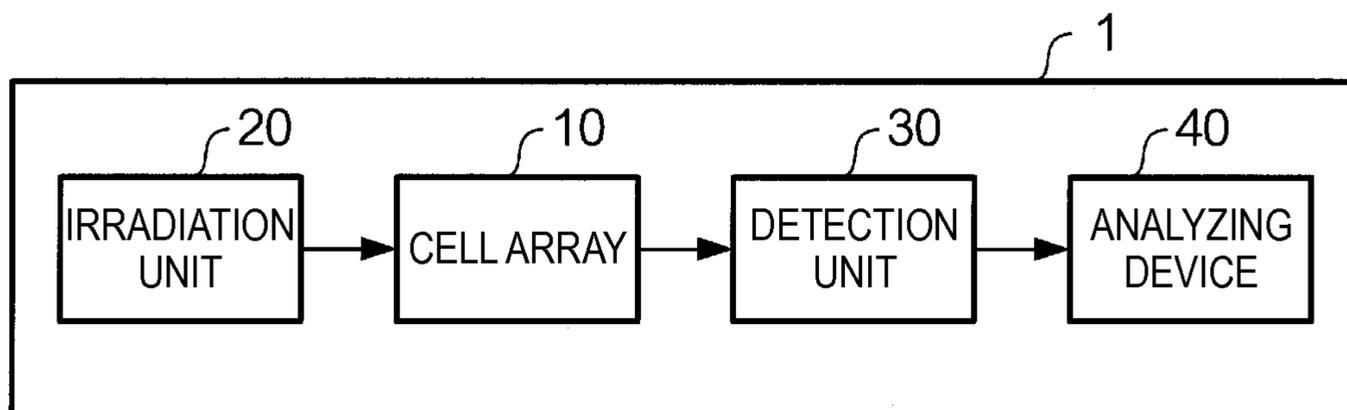 1
20
10
30
40
IRRADIATION
UNIT
CELL ARRAY
DETECTION
UNIT
ANALYZING
DEVICE